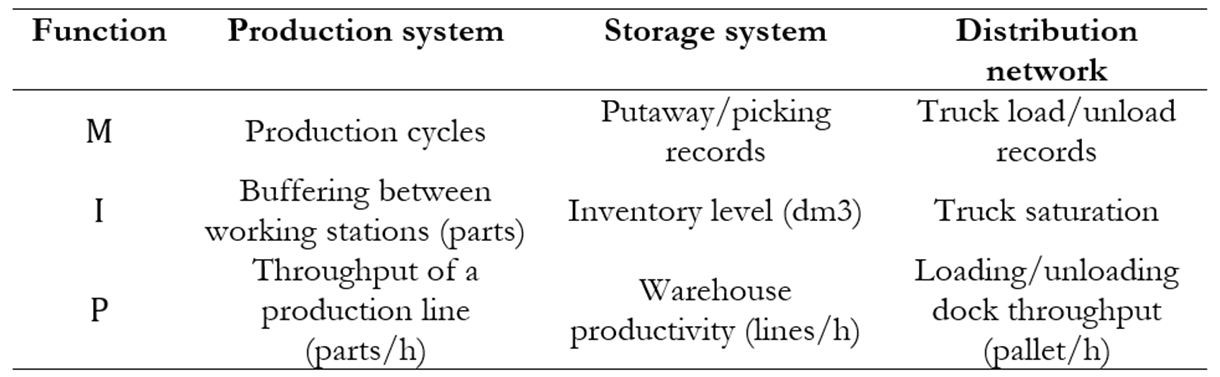 Function Production system Storage system Distribution
network
M Production cycles Putaway/picking
records Truck load/unload
records
I Buffering between
working stations (parts) Inventory level (dm3) Truck saturation
P Throughput of a
production line
(parts/h) Warehouse
productivity (lines/h) Loading/unloading
dock throughput
(pallet/h)